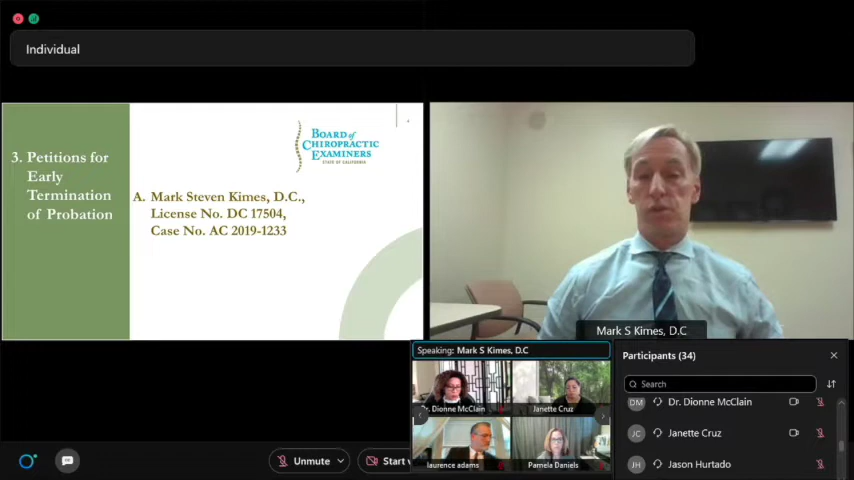 Individual
3. Petitions for
Early
Termination
of Probation
BOARD of
CHIROPRACTIC
EXAMINERS
STATE OF CALIFORNIA
A. Mark Steven Kimes, D.C.,
License No. DC 17504,
Case No. AC 2019-1233
Mark S Kimes, D.C
Speaking: Mark S Kimes, D.C
Dr. Dionne McClain
Janette Cruz
laurence adams
Pamela Daniels
Participants (34)
Search
DM Dr. Dionne McClain
JC Janette Cruz
JH Jason Hurtado
Unmute
Start